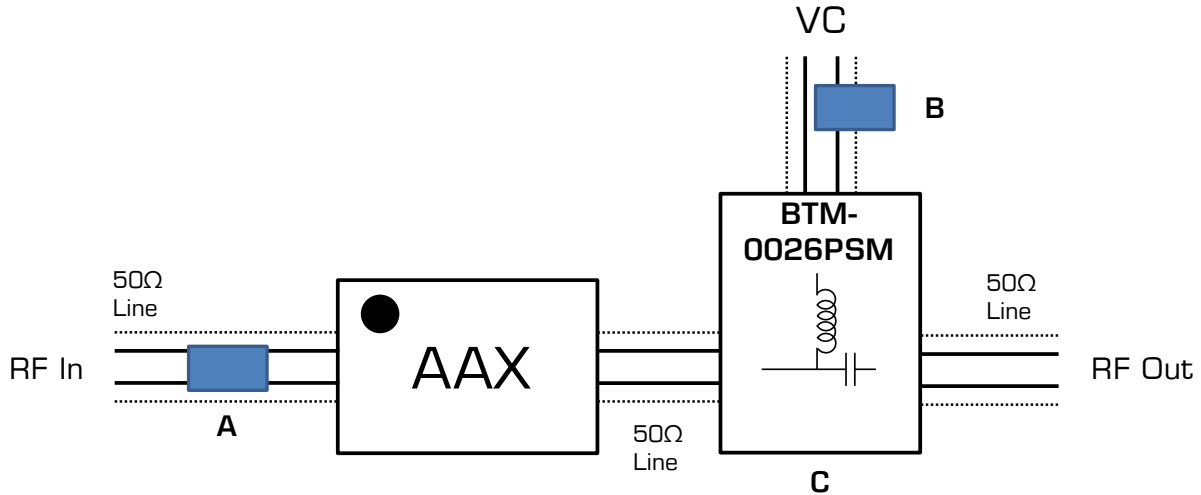 VC
B
BTM-
0026PSM
50Ω
Line
50Ω
Line
RF In
AAX
RF Out
A
50Ω
Line
C